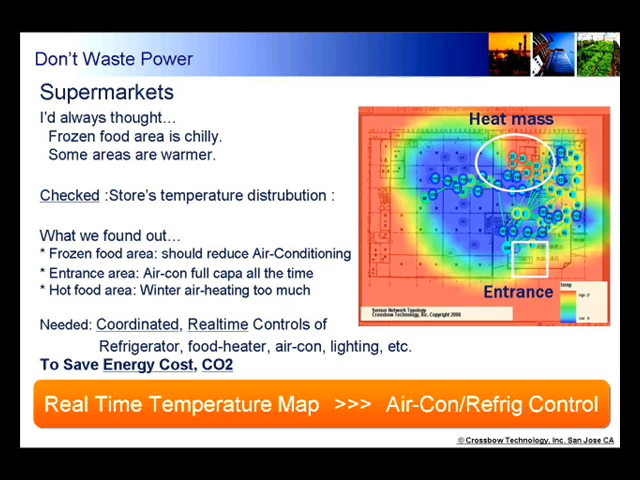 Don't Waste Power
Supermarkets
I'd always thought…
Frozen food area is chilly.
Some areas are warmer.
Checked :Store's temperature distrubution :
What we found out…
* Frozen food area: should reduce Air-Conditioning
* Entrance area: Air-con full capa all the time
* Hot food area: Winter air-heating too much
Needed: Coordinated, Realtime Controls of
Refrigerator, food-heater, air-con, lighting, etc.
To Save Energy Cost, CO2
Heat mass
Entrance
Sensor Network Topology
Crossbow Technology, Inc. Copyright 2006
Real Time Temperature Map >>> Air-Con/Refrig Control
© Crossbow Technology, Inc. San Jose CA